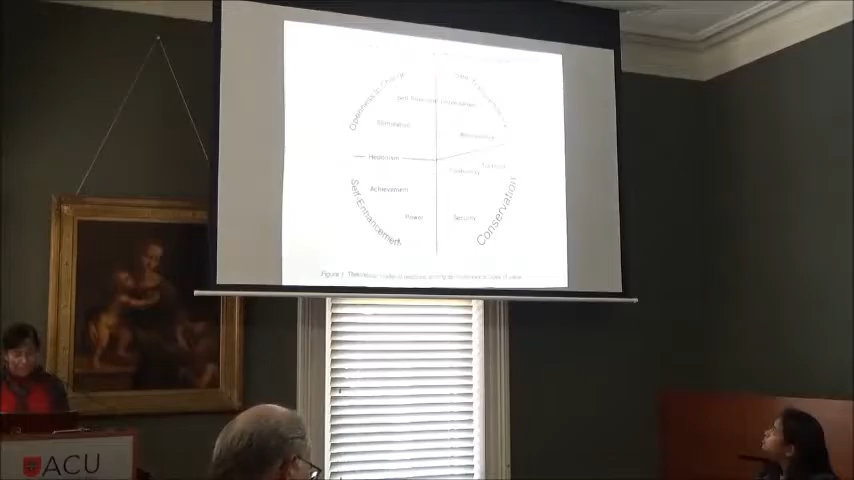 Openness to Change
Self-Transcendence
Self-Direction
Universalism
Stimulation
Benevolence
Hedonism
Conformity
Achievement
Power
Security
Self-Enhancement
Conservation
ACU